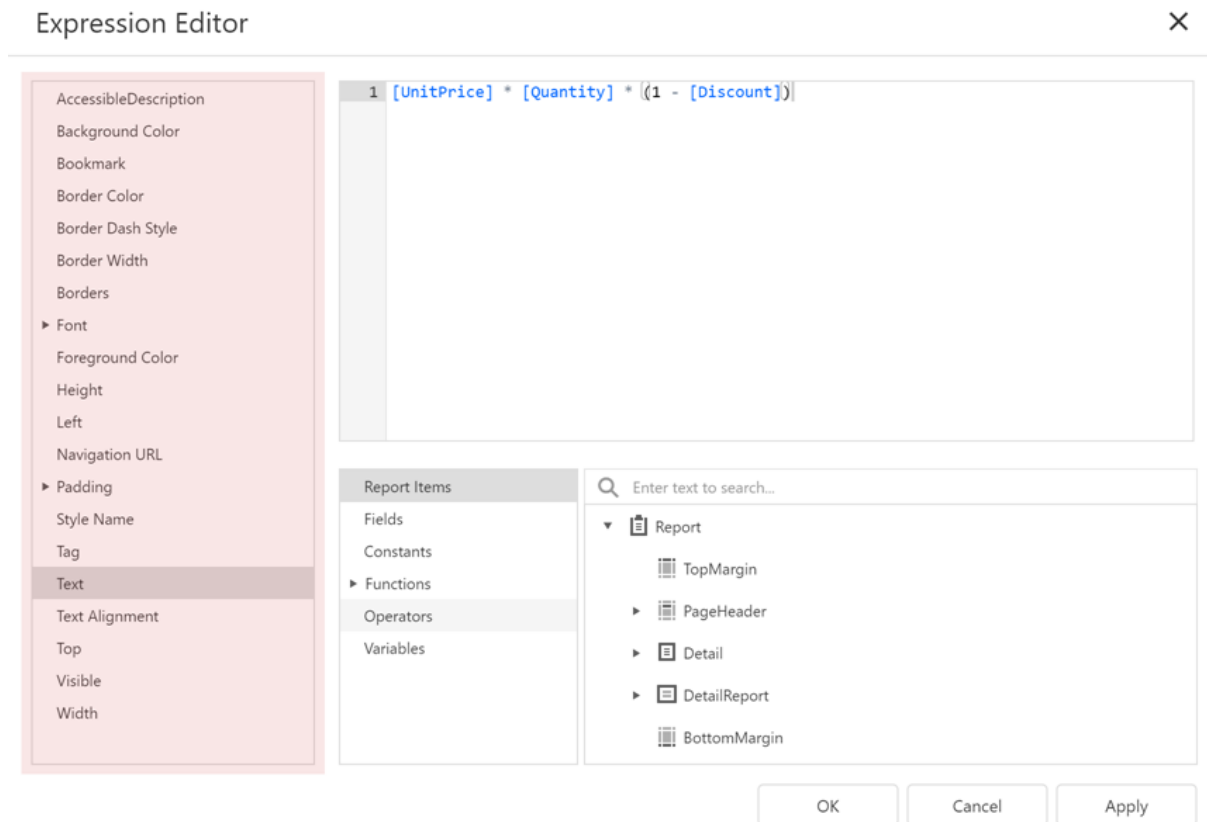 Expression Editor
AccessibleDescription
Background Color
Bookmark
Border Color
Border Dash Style
Border Width
Borders
Font
Foreground Color
Height
Left
Navigation URL
Padding
Style Name
Tag
Text
Text Alignment
Top
Visible
Width
1 [UnitPrice] * [Quantity] * (1 - [Discount])
Report Items
Fields
Constants
Functions
Operators
Variables
Enter text to search...
Report
TopMargin
PageHeader
Detail
DetailReport
BottomMargin
OK Cancel Apply